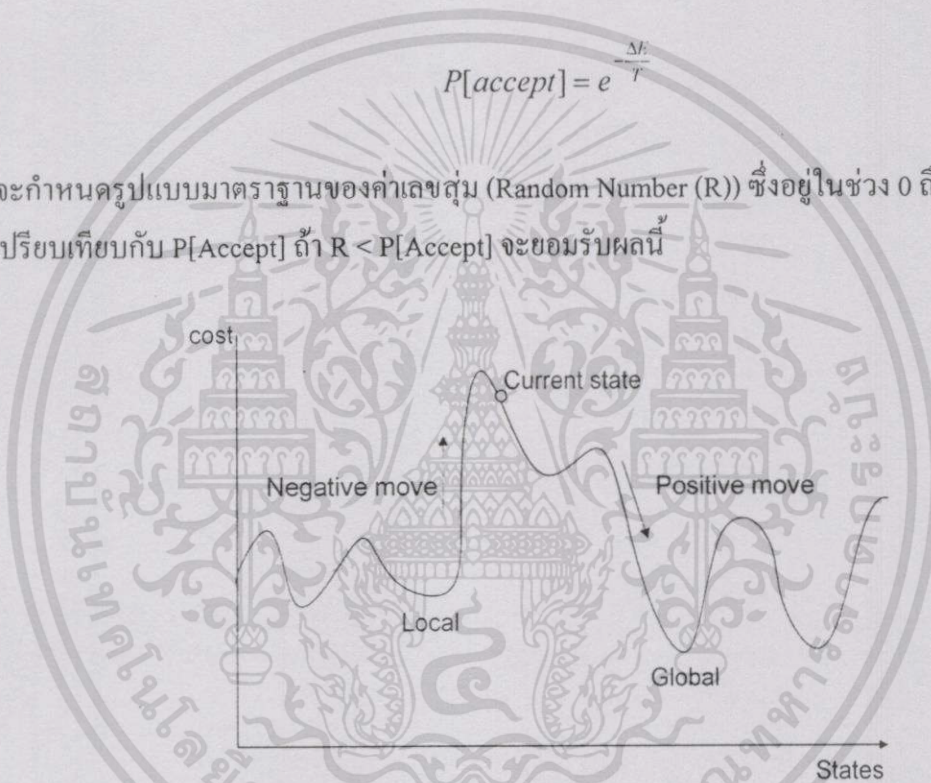 P[accept] = e^{-\frac{\Delta E}{T}}
จะกำหนดรูปแบบมาตราฐานของค่าเลขสุ่ม (Random Number (R)) ซึ่งอยู่ในช่วง 0 ถึ
ปรียบเทียบกับ P[Accept] ถ้า R < P[Accept] จะยอมรับผลนี้
cost
Current state
Negative move
Positive move
Local
Global
States